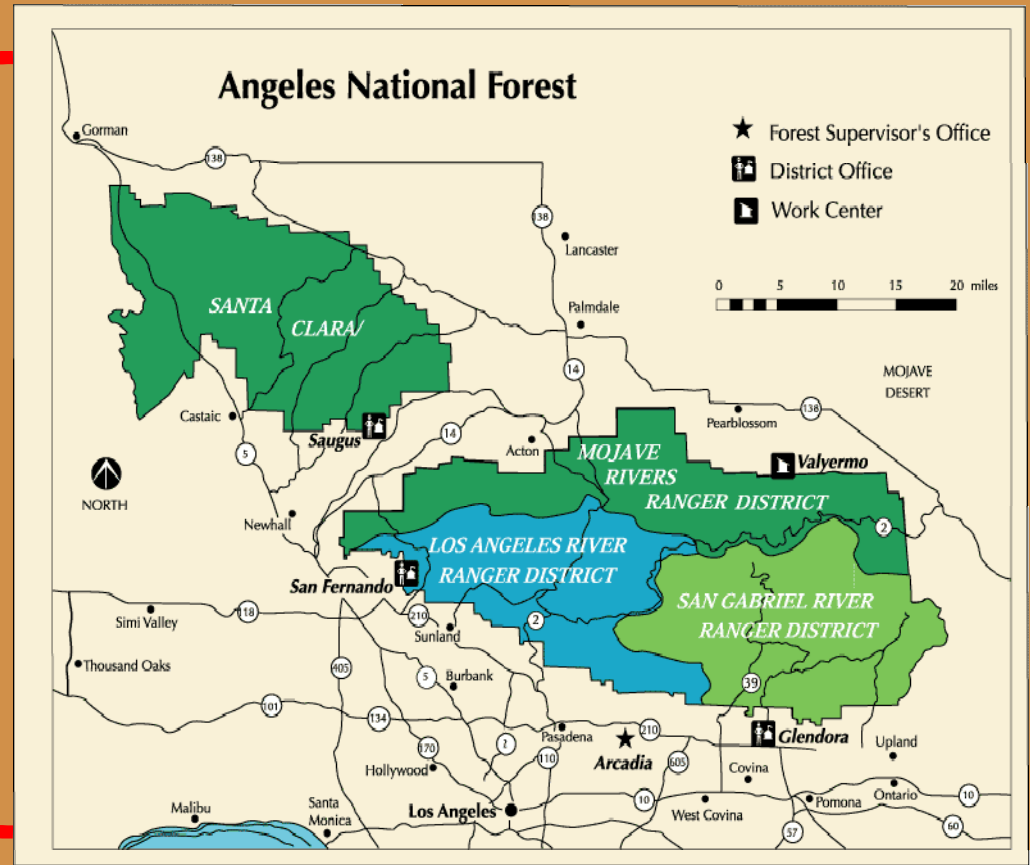 Angeles National Forest
Forest Supervisor's Office
District Office
Work Center
0 5 10 15 20 miles
Gorman
138
138
Lancaster
Palmdale
SANTA
CLARA/
14
MOJAVE
DESERT
Castaic
138
Pearblossom
Saugus
14
5
Acton
MOJAVE
RIVERS
RANGER DISTRICT
Valyermo
NORTH
Newhall
2
LOS ANGELES RIVER
RANGER DISTRICT
San Fernando
SAN GABRIEL RIVER
RANGER DISTRICT
118
Simi Valley
210
Sunland
2
Thousand Oaks
405
5
Burbank
39
101
134
170
2
Pasadena
110
210
Arcadia
605
Glendora
Upland
Hollywood
Covina
Malibu
Santa
Monica
Los Angeles
10
West Covina
Pomona
Ontario
10
57
60